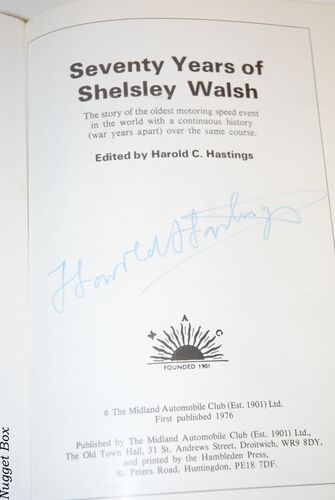 Seventy Years of
Shelsley Walsh
The story of the oldest motoring speed event
in the world with a continuous history
(war years apart) over the same course.
Edited by Harold C. Hastings
Harold Hastings
M A C
FOUNDED 1901
© The Midland Automobile Club (Est. 1901) Ltd.
First published 1976
Published by The Midland Automobile Club (Est. 1901) Ltd.,
The Old Town Hall, 31 St. Andrews Street, Droitwich, WR9 8DY,
and printed by the Hambleden Press,
St. Peters Road, Huntingdon, PE18 7DF.
Nugget Box